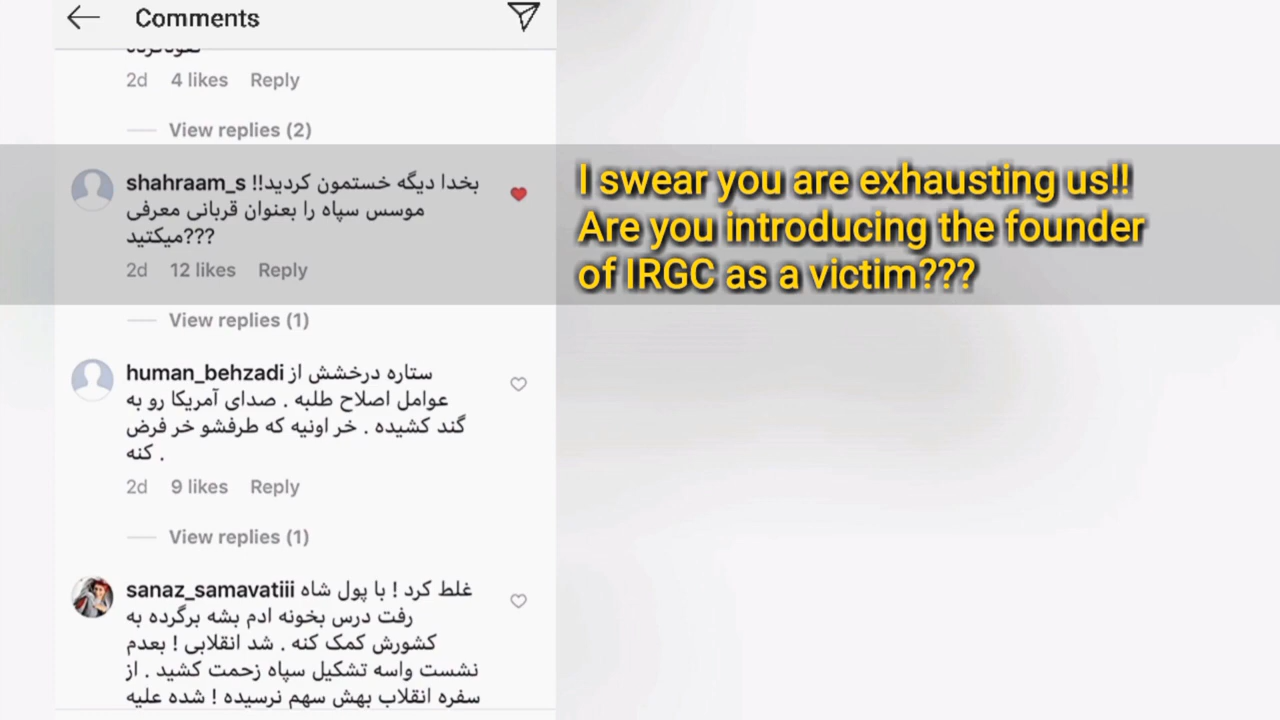 Comments
2d 4 likes Reply
View replies (2)
shahraam_s بخدا دیگه خستمون کردید!!
موسس سپاه را بعنوان قربانی معرفی
میکتید???
2d 12 likes Reply
I swear you are exhausting us!!
Are you introducing the founder
of IRGC as a victim???
View replies (1)
human_behzadi ستاره درخشش از
عوامل اصلاح طلبه . صدای آمریکا رو به
گند کشیده . خر اونیه که طرفشو خر فرض
کنه .
2d 9 likes Reply
View replies (1)
sanaz_samavatiii غلط کرد ! با پول شاه
رفت درس بخونه ادم بشه برگرده به
کشورش کمک کنه . شد انقلابی ! بعدم
نشست واسه تشکیل سپاه زحمت کشید . از
سفره انقلاب بهش سهم نرسیده ! شده علیه